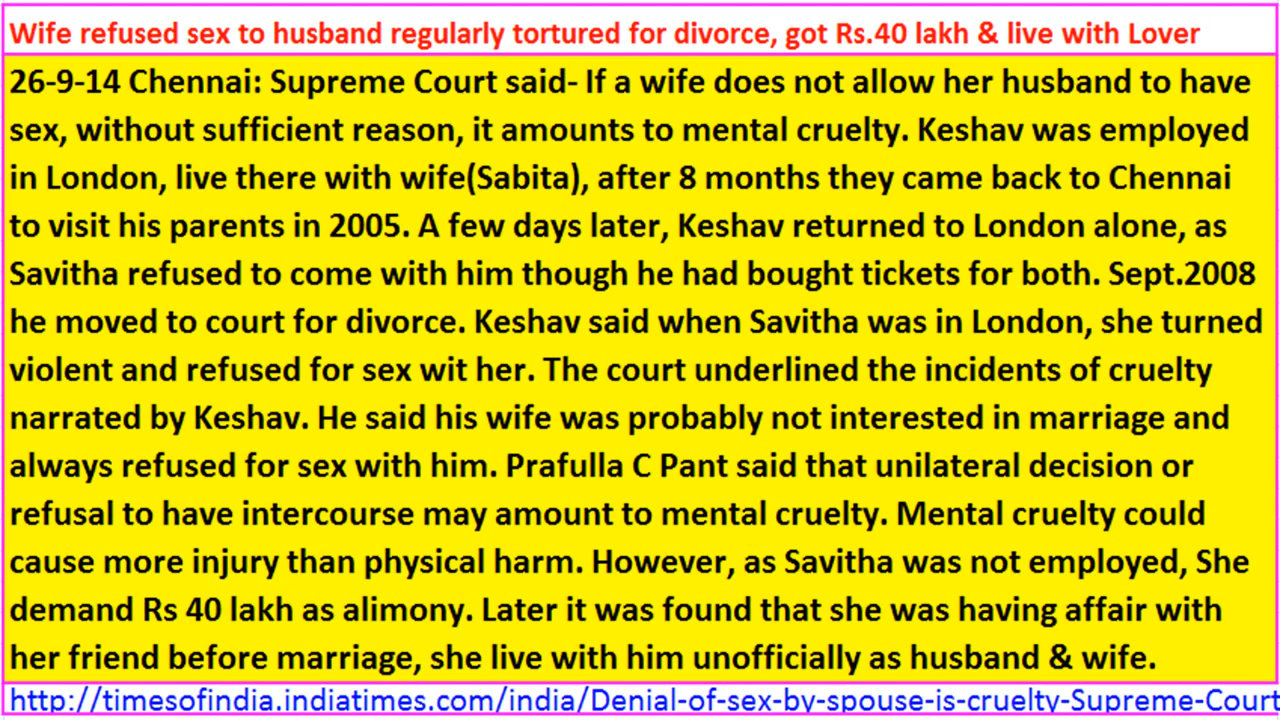 Wife refused sex to husband regularly tortured for divorce, got Rs.40 lakh & live with Lover
26-9-14 Chennai: Supreme Court said- If a wife does not allow her husband to have
sex, without sufficient reason, it amounts to mental cruelty. Keshav was employed
in London, live there with wife(Sabita), after 8 months they came back to Chennai
to visit his parents in 2005. A few days later, Keshav returned to London alone, as
Savitha refused to come with him though he had bought tickets for both. Sept.2008
he moved to court for divorce. Keshav said when Savitha was in London, she turned
violent and refused for sex wit her. The court underlined the incidents of cruelty
narrated by Keshav. He said his wife was probably not interested in marriage and
always refused for sex with him. Prafulla C Pant said that unilateral decision or
refusal to have intercourse may amount to mental cruelty. Mental cruelty could
cause more injury than physical harm. However, as Savitha was not employed, She
demand Rs 40 lakh as alimony. Later it was found that she was having affair with
her friend before marriage, she live with him unofficially as husband & wife.
http://timesofindia.indiatimes.com/india/Denial-of-sex-by-spouse-is-cruelty-Supreme-Court